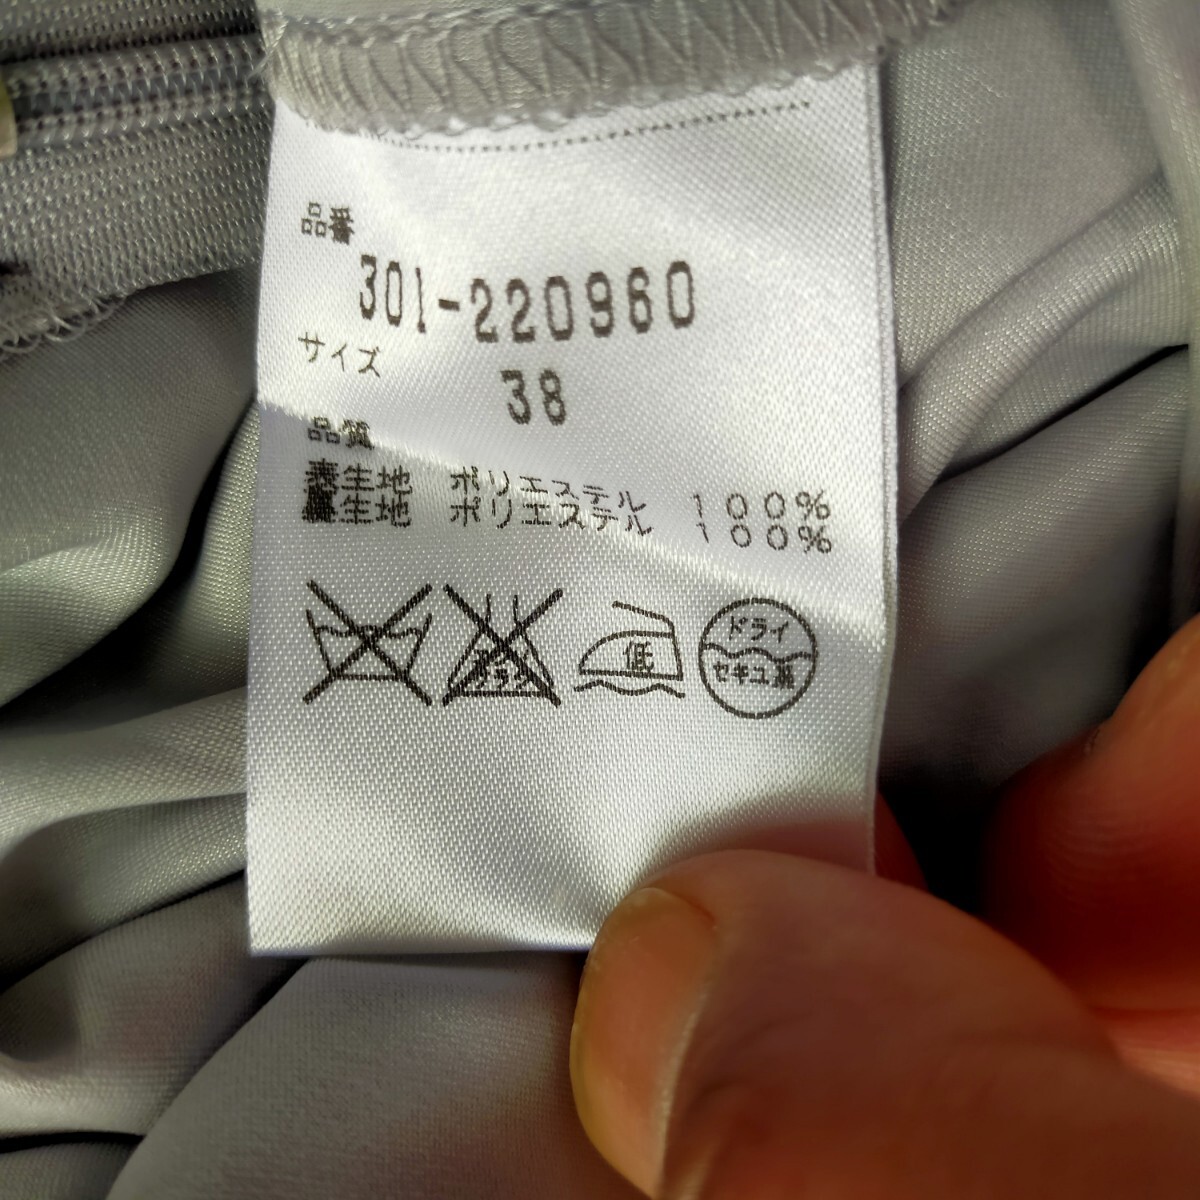 品番
301-220960
サイズ
38
品質
表生地 ポリエステル 100%
裏生地 ポリエステル 100%
低
ドライ
セキユ系